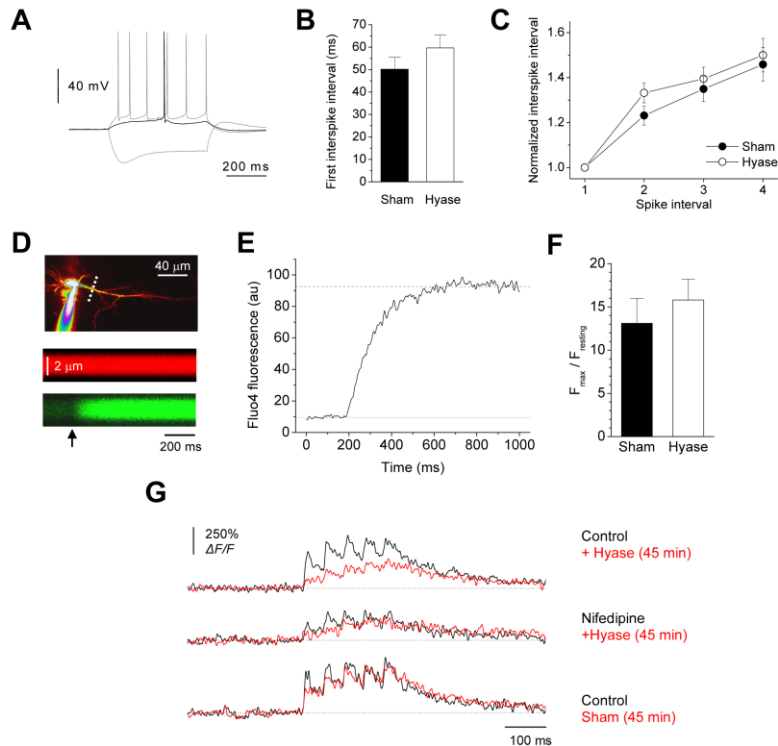 A
40 mV
200 ms
B
First interspike interval (ms)
70
60
50
40
30
20
10
0
Sham
Hyase
C
Normalized interspike interval
1.6
1.4
1.2
1.0
1
2
3
4
Spike interval
Sham
Hyase
D
40 μm
2 μm
200 ms
E
Fluo4 fluorescence (au)
100
80
60
40
20
0
0
200
400
600
800
1000
Time (ms)
F
Fmax / Fresting
20
15
10
5
0
Sham
Hyase
G
250%
ΔF/F
Control
+ Hyase (45 min)
Nifedipine
+Hyase (45 min)
Control
Sham (45 min)
100 ms